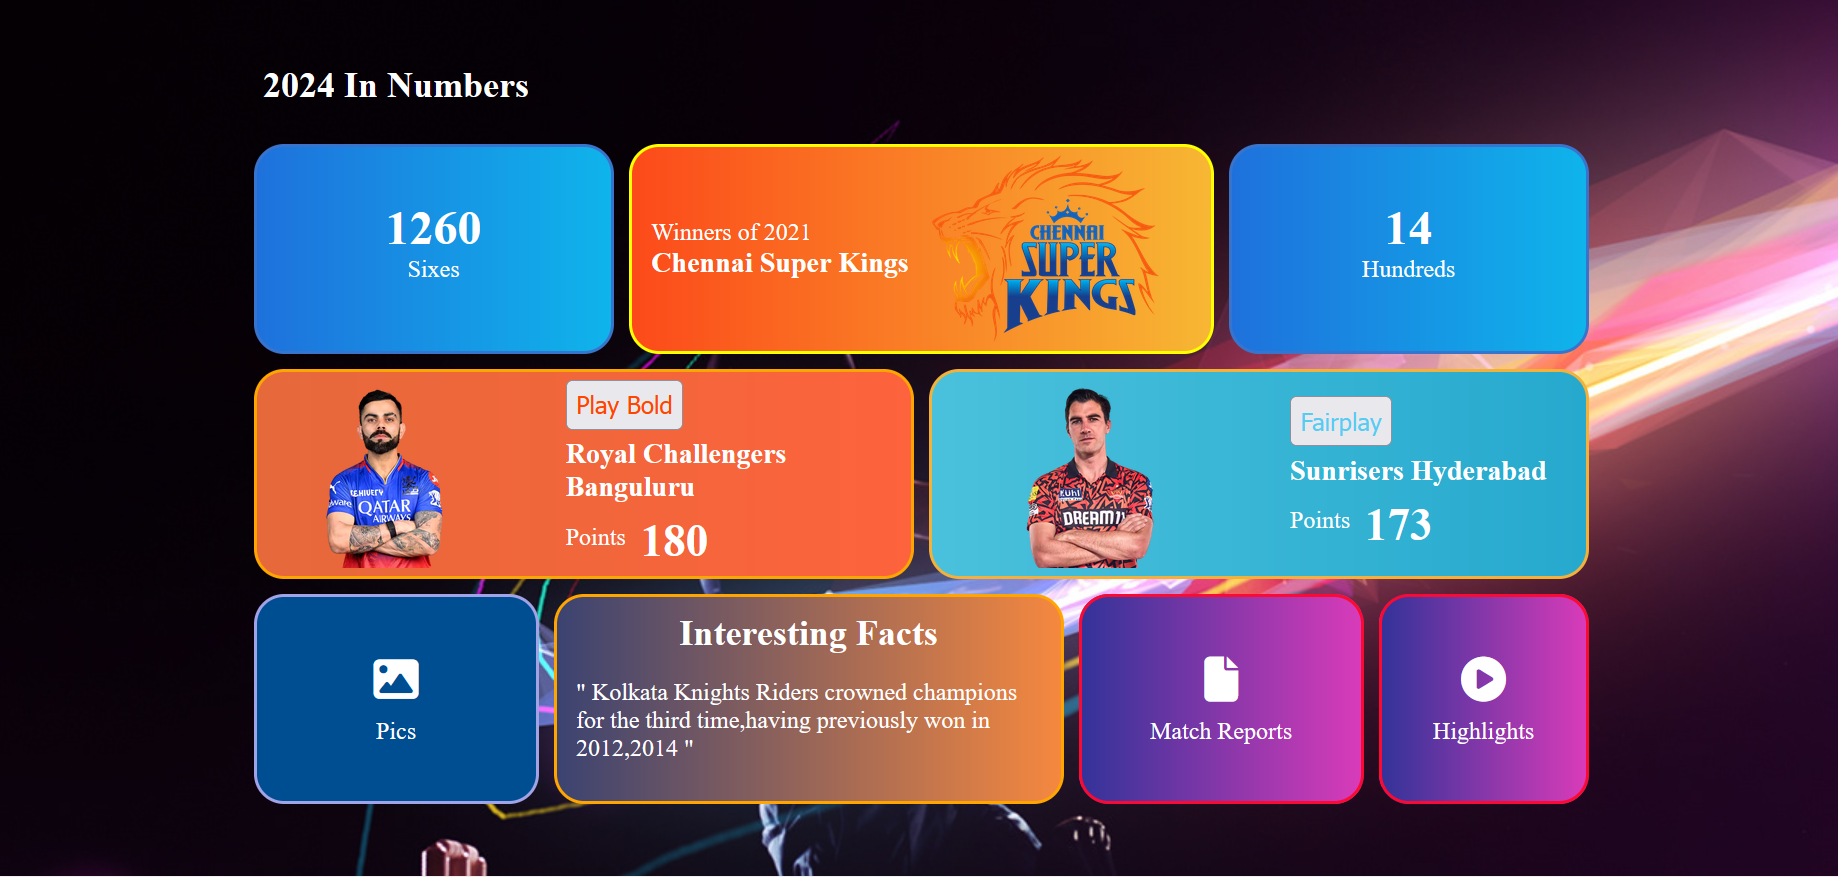 2024 In Numbers
1260
Sixes
Winners of 2021
Chennai Super Kings
CHENNAI
SUPER
KINGS
14
Hundreds
QATAR
AIRWAYS
Play Bold
Royal Challengers
Banguluru
Points 180
KUHL
DREAM11
Fairplay
Sunrisers Hyderabad
Points 173
Pics
Interesting Facts
" Kolkata Knights Riders crowned champions
for the third time,having previously won in
2012,2014 "
Match Reports
Highlights